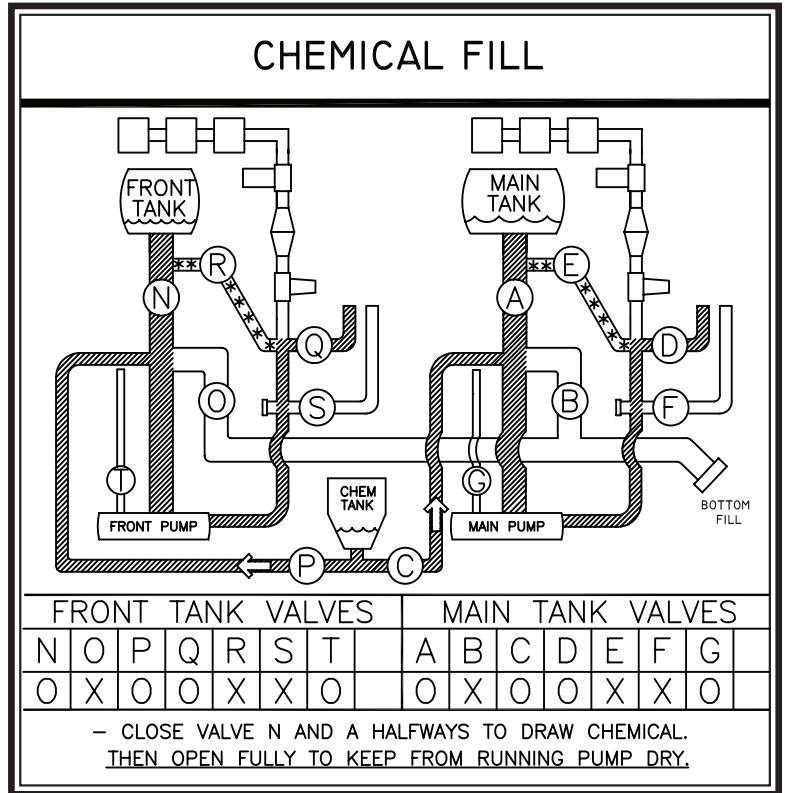 CHEMICAL FILL
FRONT
TANK
MAIN
TANK
R
E
N
A
Q
D
O
S
B
F
T
G
CHEM
TANK
BOTTOM
FILL
FRONT PUMP
MAIN PUMP
P
C
FRONT TANK VALVES
MAIN TANK VALVES
N O P Q R S T
A B C D E F G
O X O O X X O
O X O O X X O
– CLOSE VALVE N AND A HALFWAYS TO DRAW CHEMICAL.
THEN OPEN FULLY TO KEEP FROM RUNNING PUMP DRY.